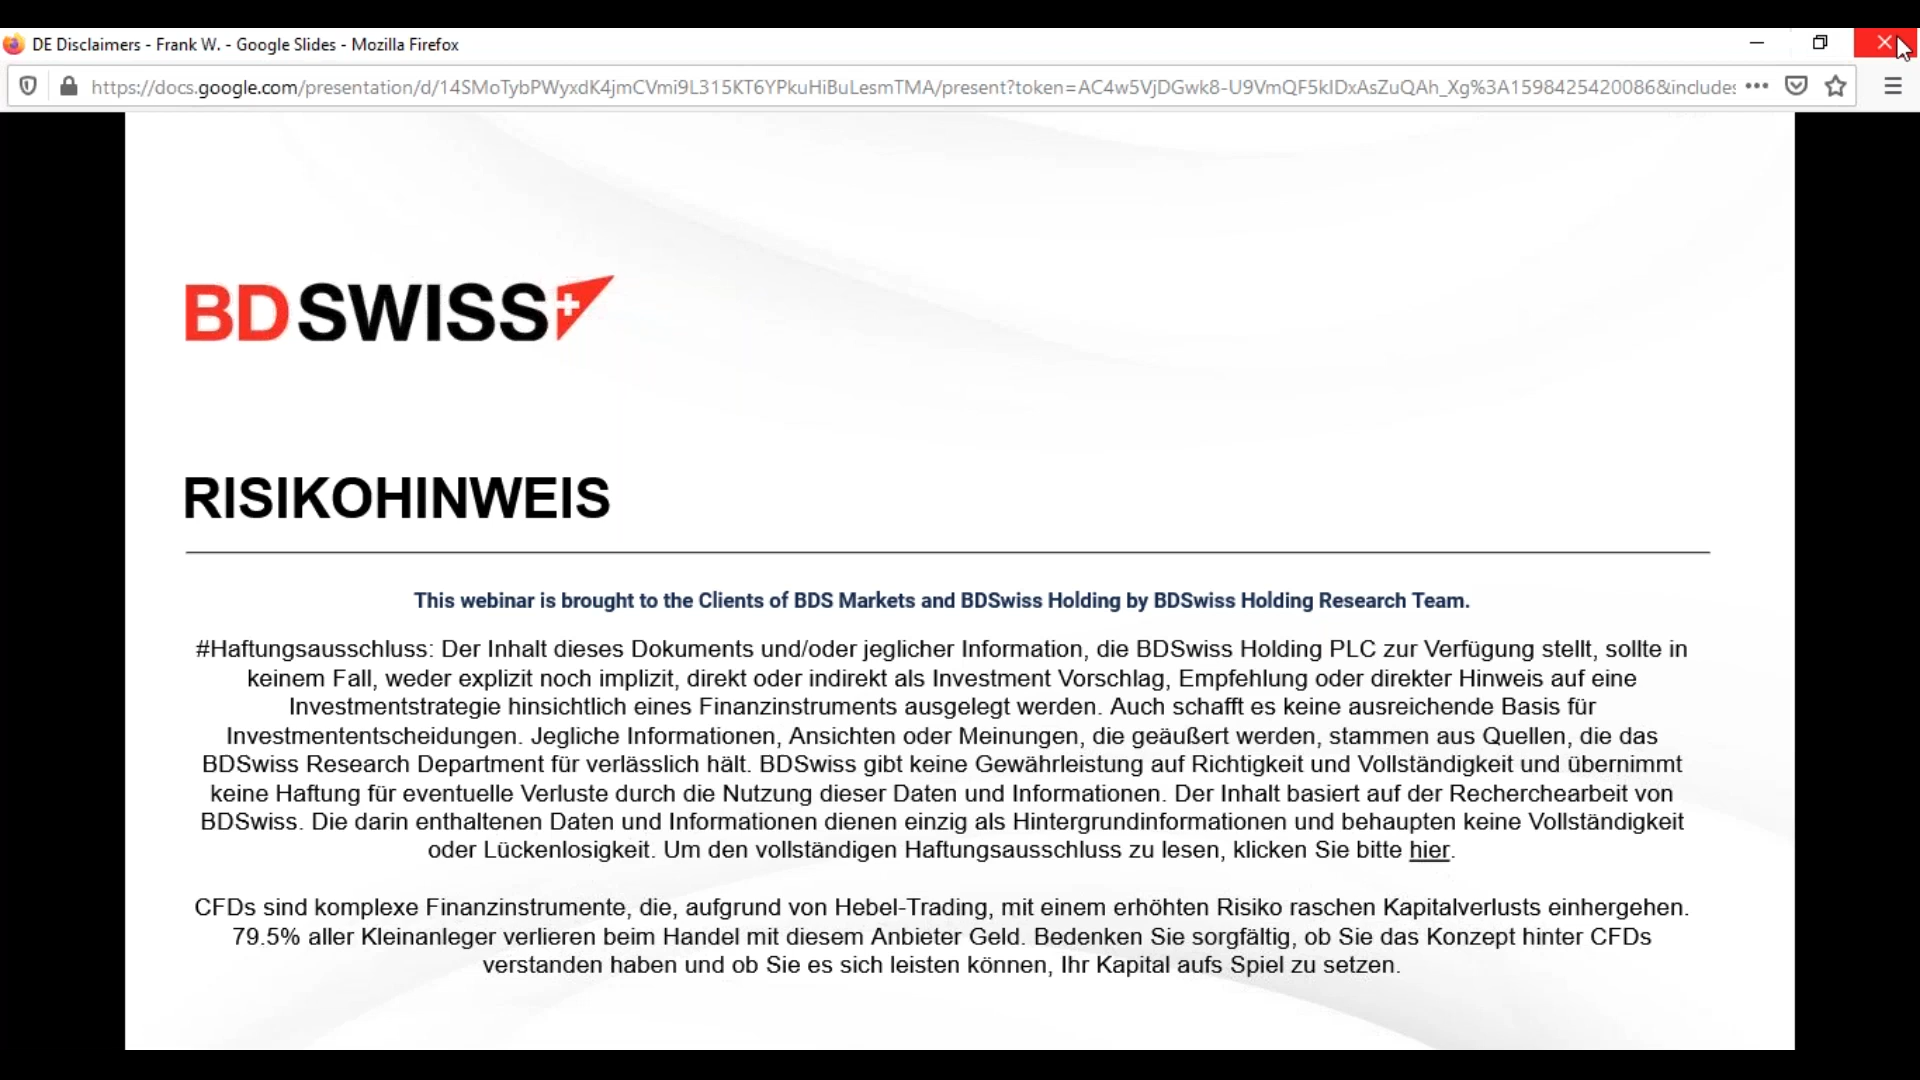 DE Disclaimers - Frank W. - Google Slides - Mozilla Firefox
https://docs.google.com/presentation/d/14SMoTybPWyxdK4jmCVmi9L315KT6YPkuHiBuLesmTMA/present?token=AC4w5VjDGwk8-U9VmQF5kIDxAsZuQAh_Xg%3A1598425420086&includes
BDSWISS
RISIKOHINWEIS
This webinar is brought to the Clients of BDS Markets and BDSwiss Holding by BDSwiss Holding Research Team.
#Haftungsausschluss: Der Inhalt dieses Dokuments und/oder jeglicher Information, die BDSwiss Holding PLC zur Verfügung stellt, sollte in
keinem Fall, weder explizit noch implizit, direkt oder indirekt als Investment Vorschlag, Empfehlung oder direkter Hinweis auf eine
Investmentstrategie hinsichtlich eines Finanzinstruments ausgelegt werden. Auch schafft es keine ausreichende Basis für
Investmententscheidungen. Jegliche Informationen, Ansichten oder Meinungen, die geäußert werden, stammen aus Quellen, die das
BDSwiss Research Department für verlässlich hält. BDSwiss gibt keine Gewährleistung auf Richtigkeit und Vollständigkeit und übernimmt
keine Haftung für eventuelle Verluste durch die Nutzung dieser Daten und Informationen. Der Inhalt basiert auf der Recherchearbeit von
BDSwiss. Die darin enthaltenen Daten und Informationen dienen einzig als Hintergrundinformationen und behaupten keine Vollständigkeit
oder Lückenlosigkeit. Um den vollständigen Haftungsausschluss zu lesen, klicken Sie bitte hier.
CFDs sind komplexe Finanzinstrumente, die, aufgrund von Hebel-Trading, mit einem erhöhten Risiko raschen Kapitalverlusts einhergehen.
79.5% aller Kleinanleger verlieren beim Handel mit diesem Anbieter Geld. Bedenken Sie sorgfältig, ob Sie das Konzept hinter CFDs
verstanden haben und ob Sie es sich leisten können, Ihr Kapital aufs Spiel zu setzen.